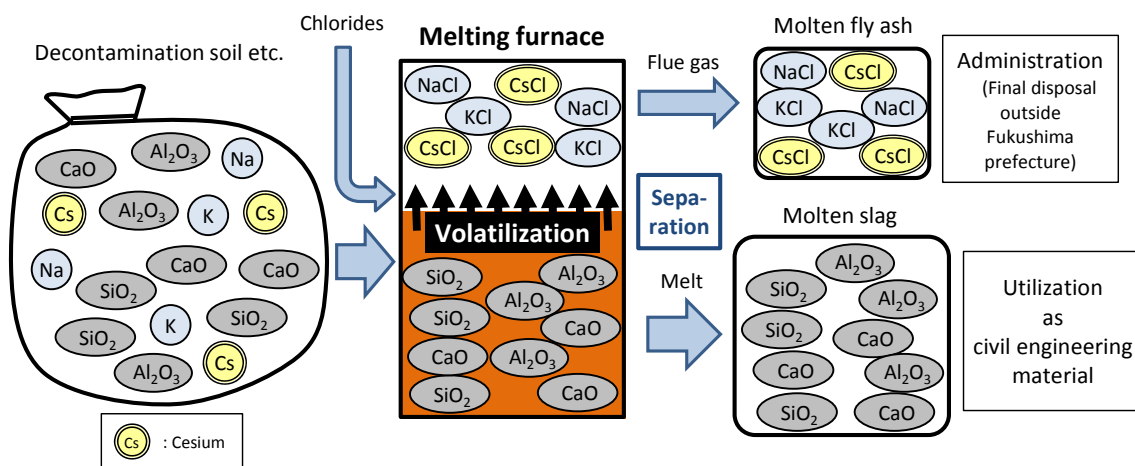 Decontamination soil etc.
CaO
Al₂O₃
Na
Cs
Al₂O₃
K
Cs
Na
CaO
CaO
SiO₂
K
SiO₂
SiO₂
Al₂O₃
Cs
Cs : Cesium
Chlorides
Melting furnace
NaCl
CsCl
KCl
NaCl
CsCl
CsCl
KCl
Volatilization
SiO₂
Al₂O₃
Al₂O₃
SiO₂
CaO
CaO
Al₂O₃
SiO₂
CaO
Flue gas
Sepa-
ration
Melt
Molten fly ash
NaCl
CsCl
KCl
NaCl
KCl
CsCl
CsCl
Administration
(Final disposal
outside
Fukushima
prefecture)
Molten slag
Al₂O₃
SiO₂
Al₂O₃
SiO₂
CaO
CaO
Al₂O₃
SiO₂
CaO
Utilization
as
civil engineering
material